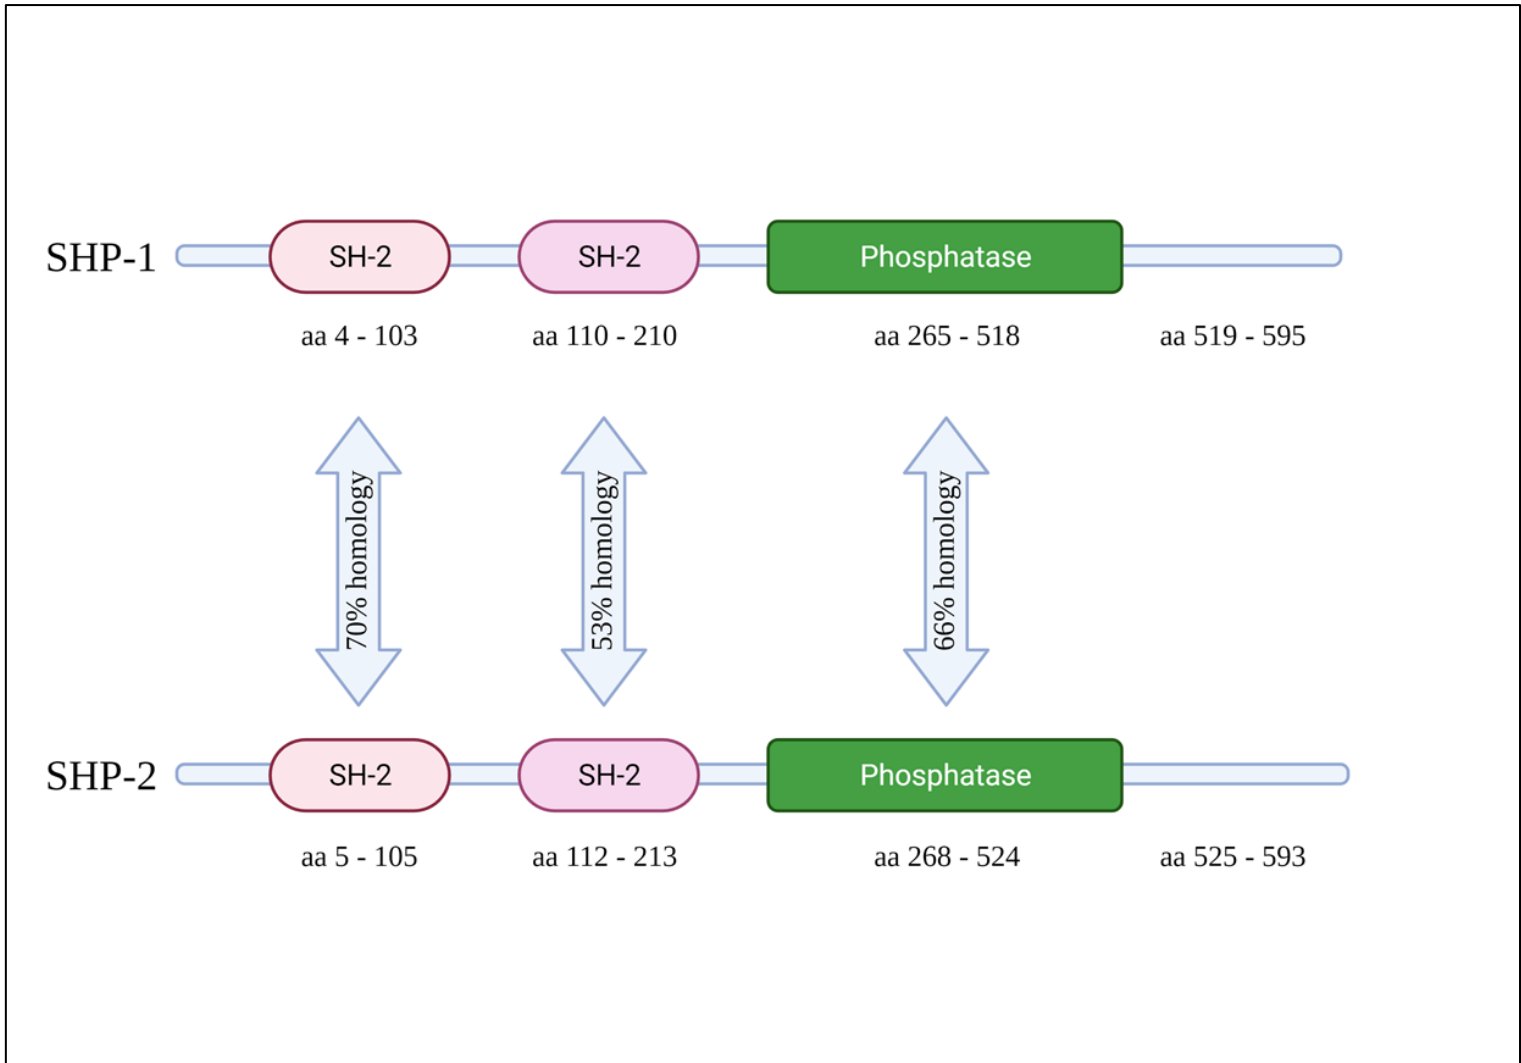 SHP-1
SH-2
SH-2
Phosphatase
aa 4 - 103
aa 110 - 210
aa 265 - 518
aa 519 - 595
70% homology
53% homology
66% homology
SHP-2
SH-2
SH-2
Phosphatase
aa 5 - 105
aa 112 - 213
aa 268 - 524
aa 525 - 593